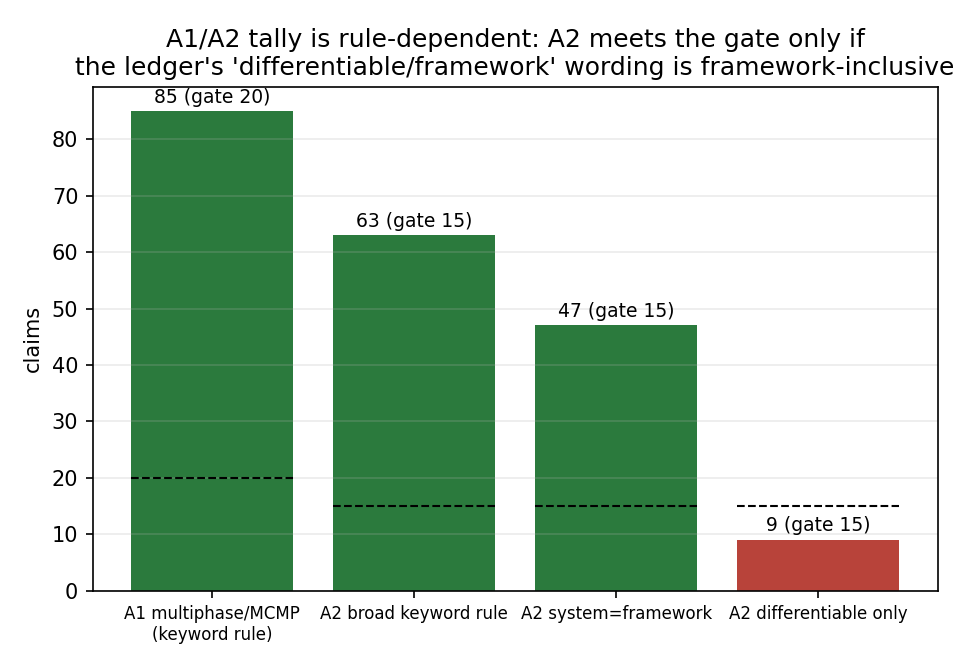 A1/A2 tally is rule-dependent: A2 meets the gate only if
the ledger's 'differentiable/framework' wording is framework-inclusive
85 (gate 20)
63 (gate 15)
47 (gate 15)
9 (gate 15)
claims
80
70
60
50
40
30
20
10
0
A1 multiphase/MCMP
(keyword rule)
A2 broad keyword rule
A2 system=framework
A2 differentiable only